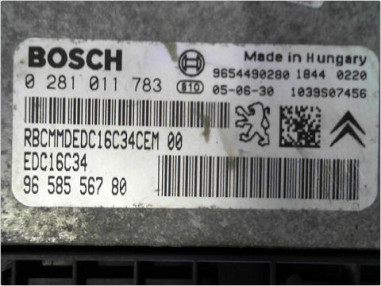 BOSCH
Made in Hungary
9654490280 1844 0220
0 281 011 783
610
05-06-30 1039S07456
RBCMMDEDC16C34CEM 00
EDC16C34
96 585 567 80